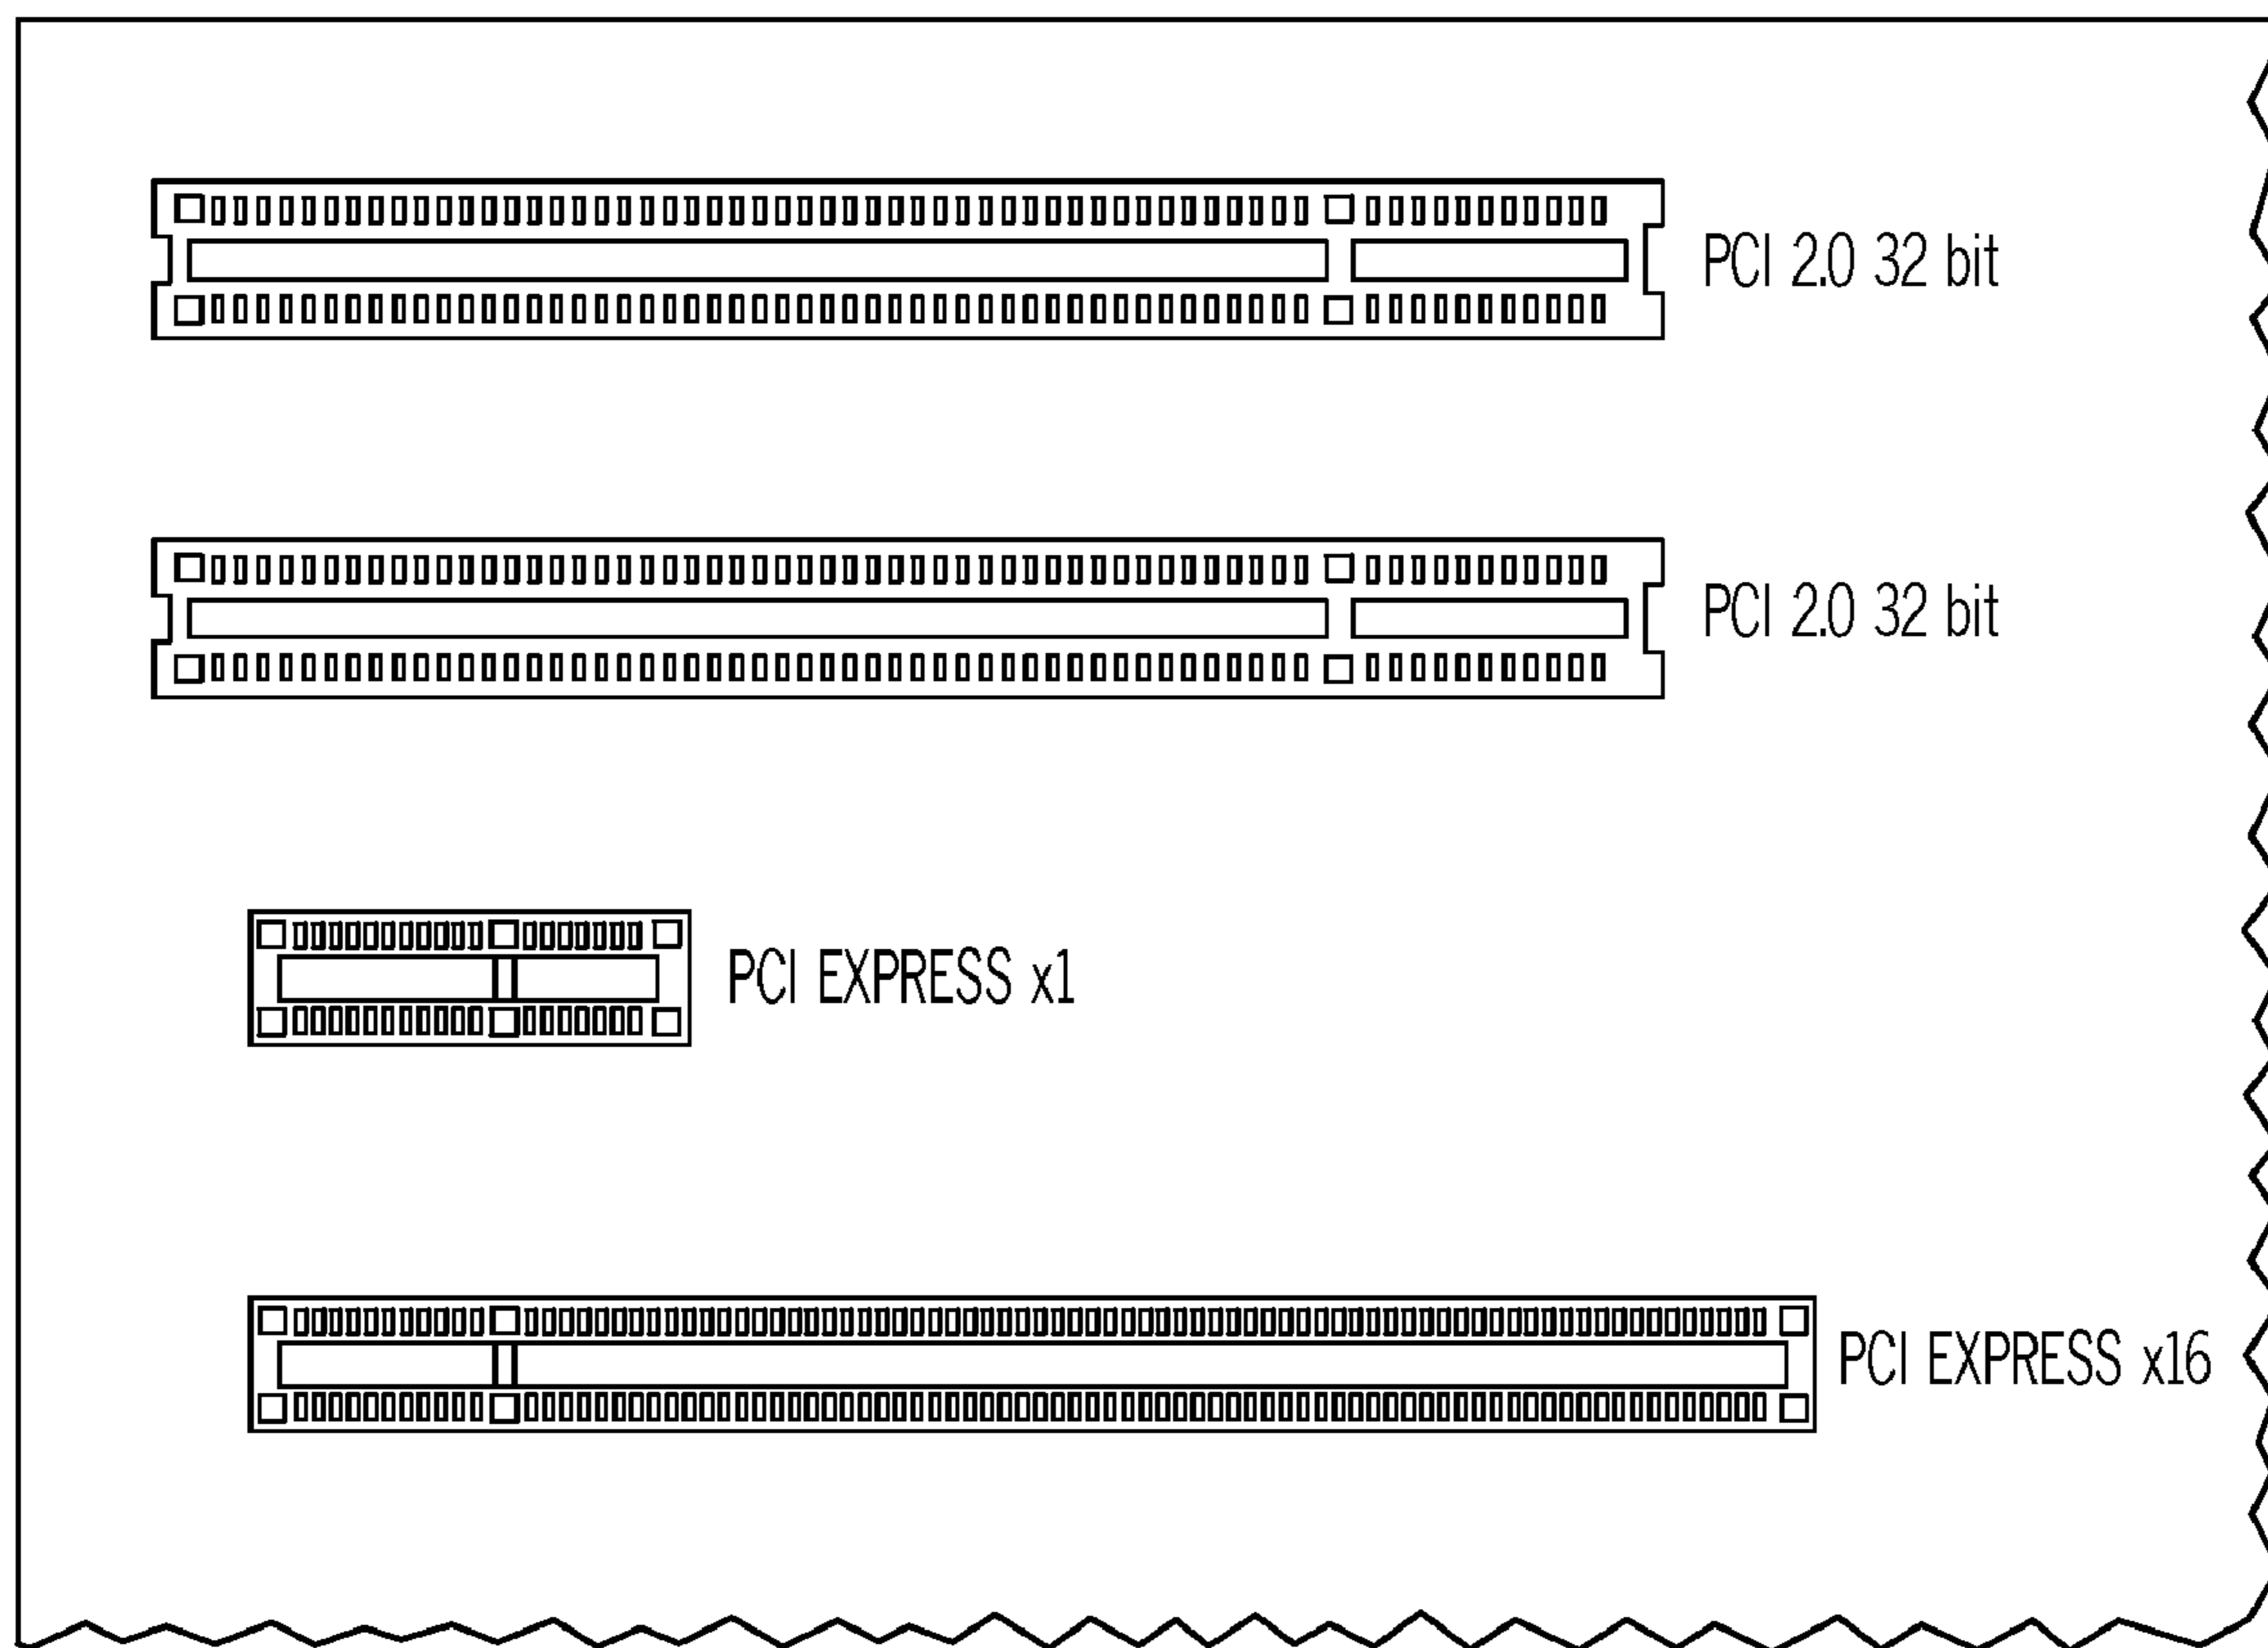 PCI 2.0 32 bit
PCI 2.0 32 bit
PCI EXPRESS x1
PCI EXPRESS x16